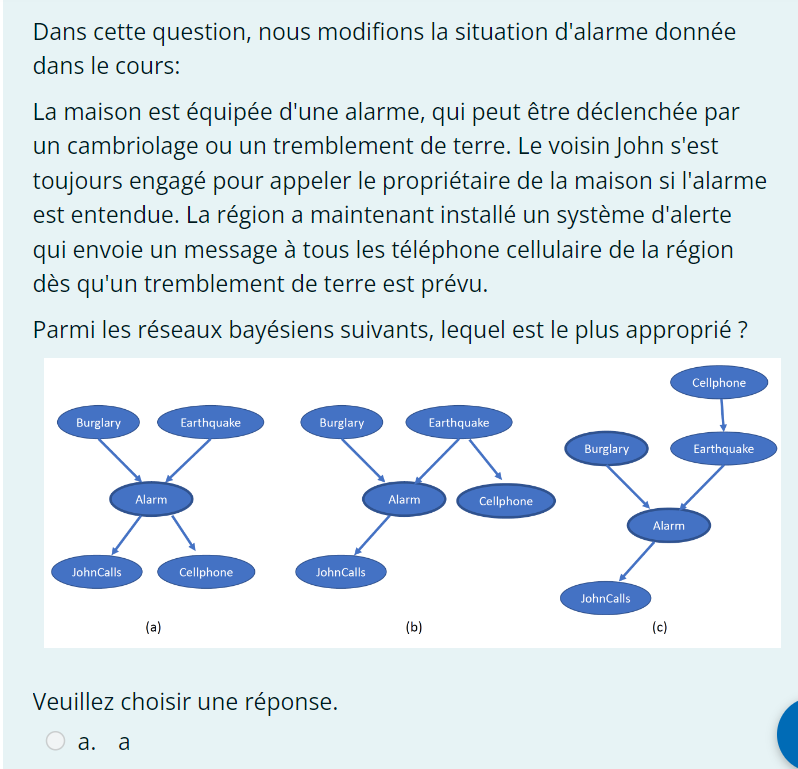 Dans cette question, nous modifions la situation d'alarme donnée
dans le cours:
La maison est équipée d'une alarme, qui peut être déclenchée par
un cambriolage ou un tremblement de terre. Le voisin John s'est
toujours engagé pour appeler le propriétaire de la maison si l'alarme
est entendue. La région a maintenant installé un système d'alerte
qui envoie un message à tous les téléphone cellulaire de la région
dès qu'un tremblement de terre est prévu.
Parmi les réseaux bayésiens suivants, lequel est le plus approprié ?
Burglary
Earthquake
Alarm
JohnCalls
Cellphone
(a)
Burglary
Earthquake
Alarm
Cellphone
JohnCalls
(b)
Cellphone
Burglary
Earthquake
Alarm
JohnCalls
(c)
Veuillez choisir une réponse.
a. a